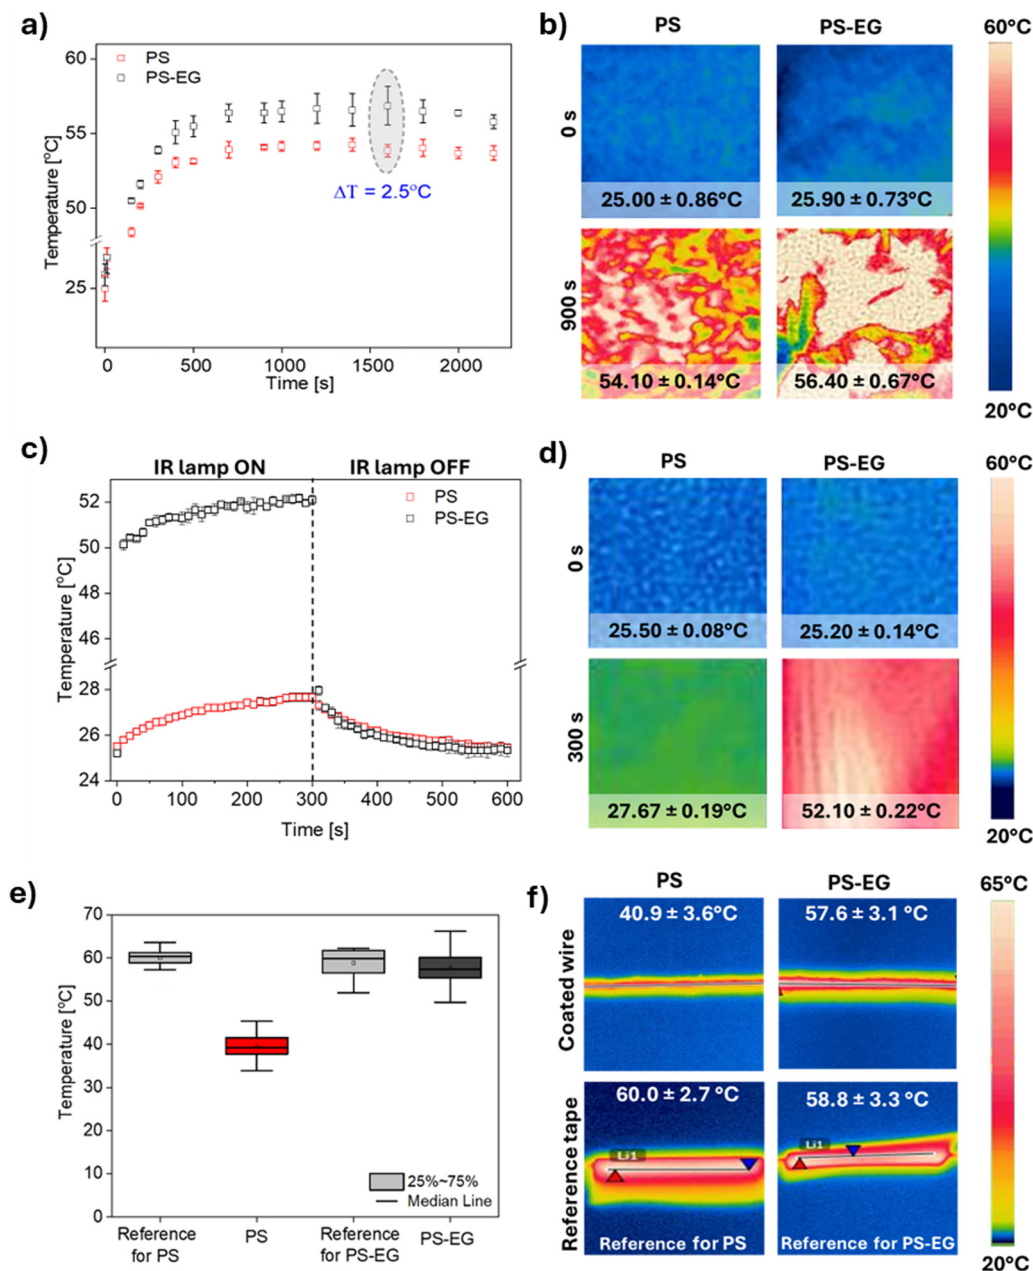 a)
60
55
50
25
Temperature [°C]
PS
PS-EG
ΔT = 2.5°C
0 500 1000 1500 2000
Time [s]
b)
PS PS-EG
60°C
0 s
25.00 ± 0.86°C 25.90 ± 0.73°C
900 s
54.10 ± 0.14°C 56.40 ± 0.67°C
20°C
c)
IR lamp ON IR lamp OFF
52
50
48
46
28
26
24
Temperature [°C]
PS
PS-EG
0 100 200 300 400 500 600
Time [s]
d)
PS PS-EG
60°C
0 s
25.50 ± 0.08°C 25.20 ± 0.14°C
300 s
27.67 ± 0.19°C 52.10 ± 0.22°C
20°C
e)
70
60
50
40
30
20
10
0
Temperature [°C]
25%~75%
Median Line
Reference for PS
PS
Reference for PS-EG
PS-EG
f)
PS PS-EG
65°C
Coated wire
40.9 ± 3.6°C 57.6 ± 3.1 °C
Reference tape
60.0 ± 2.7 °C 58.8 ± 3.3 °C
Li1 Li1
Reference for PS Reference for PS-EG
20°C